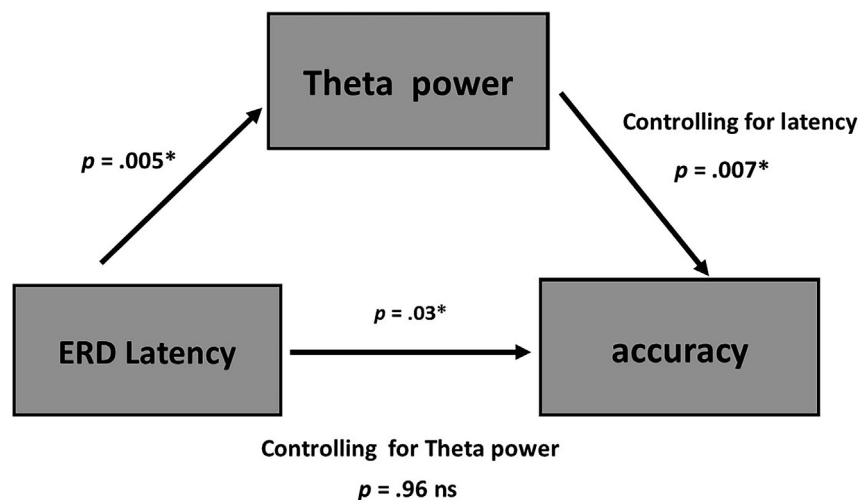 Theta power
Controlling for latency
p = .005*
p = .007*
p = .03*
ERD Latency
accuracy
Controlling for Theta power
p = .96 ns